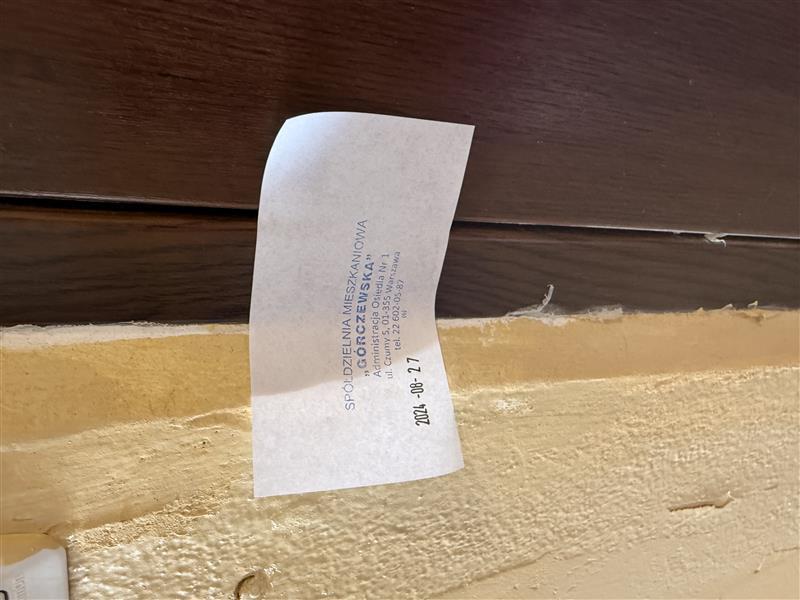 SPÓŁDZIELNIA MIESZKANIOWA
„GÓRCZEWSKA”
Administracja Osiedla Nr 1
ul. Czumy 5, 01-355 Warszawa
tel. 22 602-05-87
2024 -08- 27